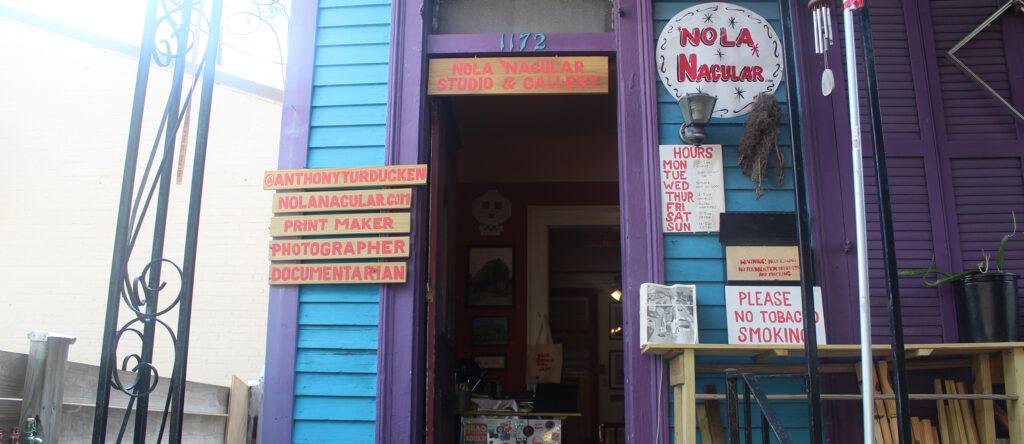 1172
NOLA 'NACULAR
STUDIO & GALLERY
'NOLA
NACULAR
@ANTHONYTURDUCKEN
NOLANACULAR.COM
PRINT MAKER
PHOTOGRAPHER
DOCUMENTARIAN
HOURS
MON
TUE
WED
THUR
FRI
SAT
SUN
PLEASE
NO TOBACCO
SMOKING